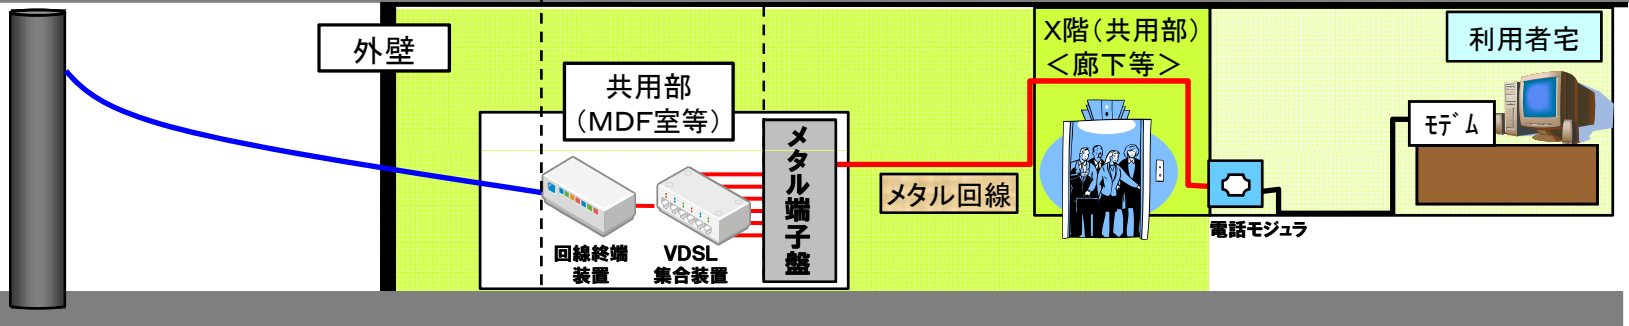 外壁
共用部
(MDF室等)
メタル端子盤
回線終端
装置
VDSL
集合装置
メタル回線
X階(共用部)
<廊下等>
電話モジュラ
ﾓﾃﾞﾑ
利用者宅